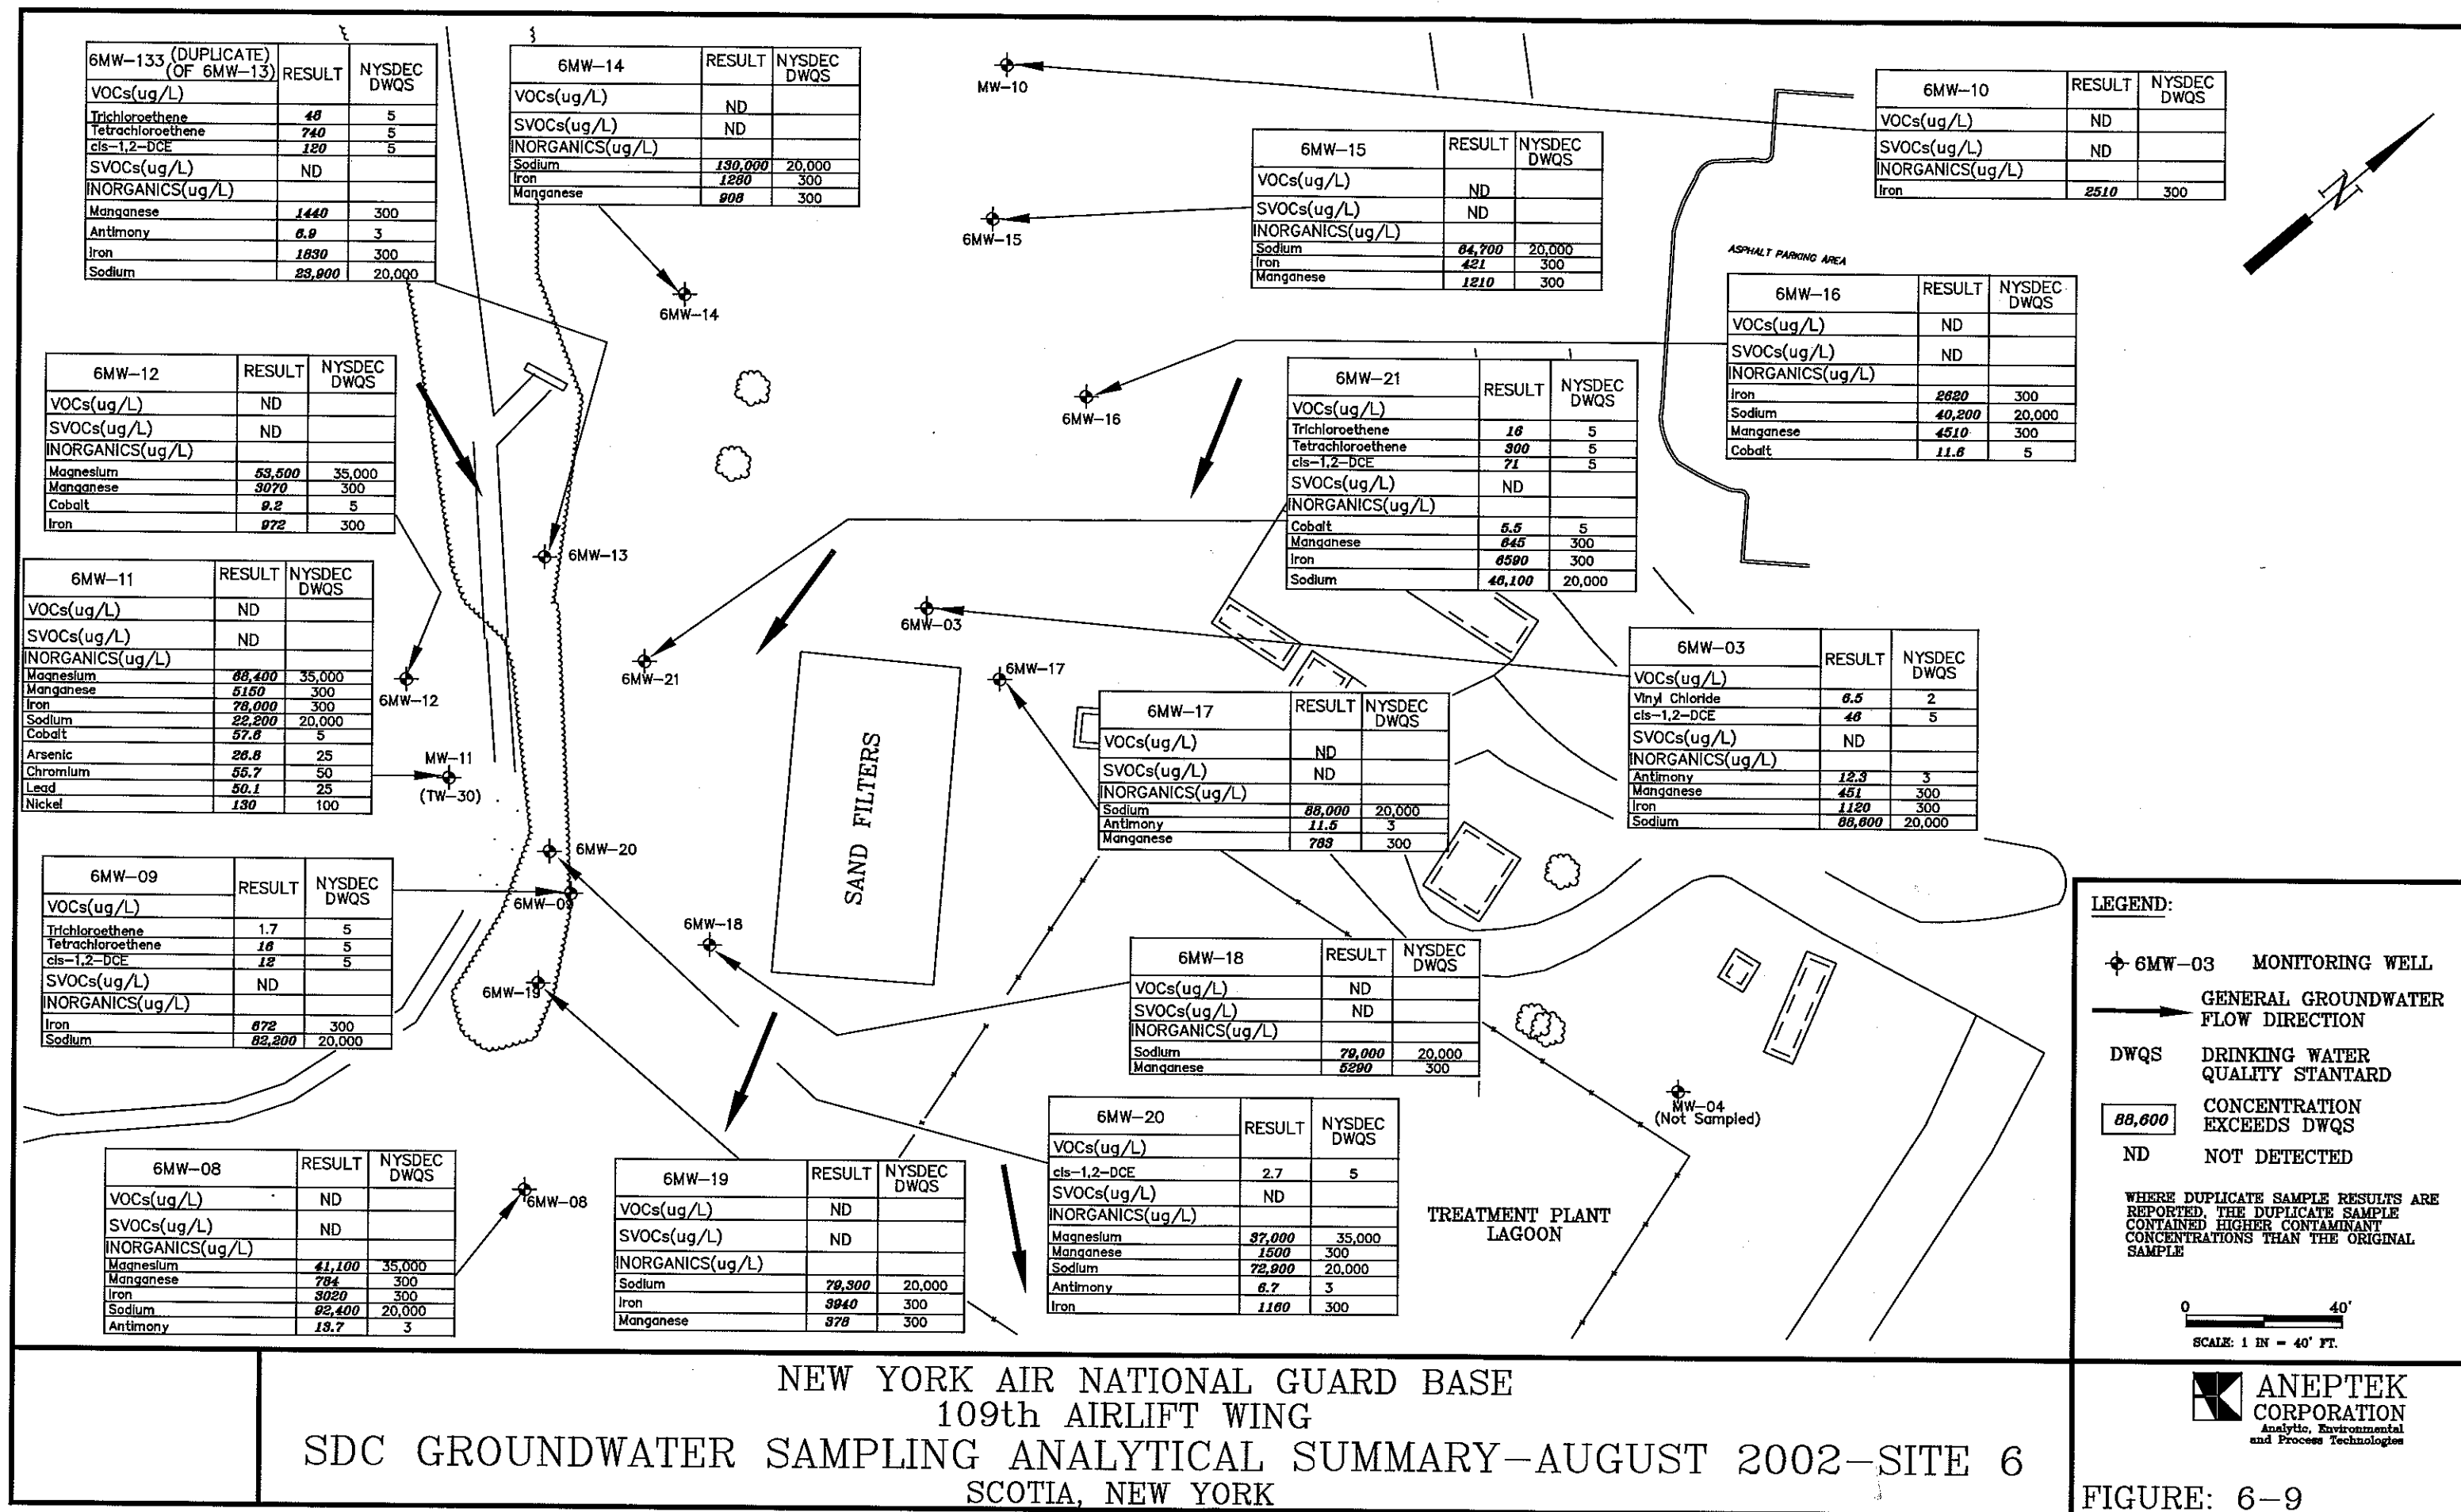 6MW-133 (DUPLICATE) RESULT NYSDEC
(OF 6MW-13) DWQS
VOCs(ug/L)
Trichloroethene 48 5
Tetrachloroethene 740 5
cis-1,2-DCE 120 5
SVOCs(ug/L) ND
INORGANICS(ug/L)
Manganese 1440 300
Antimony 6.9 3
Iron 1830 300
Sodium 23,900 20,000
6MW-14 RESULT NYSDEC
DWQS
VOCs(ug/L) ND
SVOCs(ug/L) ND
INORGANICS(ug/L)
Sodium 130,000 20,000
Iron 1280 300
Manganese 908 300
MW-10
6MW-10 RESULT NYSDEC
DWQS
VOCs(ug/L) ND
SVOCs(ug/L) ND
INORGANICS(ug/L)
Iron 2510 300
6MW-15 RESULT NYSDEC
DWQS
VOCs(ug/L) ND
SVOCs(ug/L) ND
INORGANICS(ug/L)
Sodium 64,700 20,000
Iron 421 300
Manganese 1210 300
6MW-15
N
6MW-14
ASPHALT PARKING AREA
6MW-16 RESULT NYSDEC
DWQS
VOCs(ug/L) ND
SVOCs(ug/L) ND
INORGANICS(ug/L)
Iron 2620 300
Sodium 40,200 20,000
Manganese 4510 300
Cobalt 11.6 5
6MW-12 RESULT NYSDEC
DWQS
VOCs(ug/L) ND
SVOCs(ug/L) ND
INORGANICS(ug/L)
Magnesium 53,500 35,000
Manganese 3070 300
Cobalt 9.2 5
Iron 972 300
6MW-16
6MW-21 RESULT NYSDEC
DWQS
VOCs(ug/L)
Trichloroethene 16 5
Tetrachloroethene 300 5
cis-1,2-DCE 71 5
SVOCs(ug/L) ND
INORGANICS(ug/L)
Cobalt 5.5 5
Manganese 645 300
Iron 6590 300
Sodium 46,100 20,000
6MW-13
6MW-11 RESULT NYSDEC
DWQS
VOCs(ug/L) ND
SVOCs(ug/L) ND
INORGANICS(ug/L)
Magnesium 68,400 35,000
Manganese 5150 300
Iron 78,000 300
Sodium 22,200 20,000
Cobalt 57.6 5
Arsenic 26.8 25
Chromium 55.7 50
Lead 50.1 25
Nickel 130 100
6MW-12
6MW-21
6MW-03
6MW-17
MW-11
(TW-30)
SAND FILTERS
6MW-17 RESULT NYSDEC
DWQS
VOCs(ug/L) ND
SVOCs(ug/L) ND
INORGANICS(ug/L)
Sodium 88,000 20,000
Antimony 11.5 3
Manganese 783 300
6MW-03 RESULT NYSDEC
DWQS
VOCs(ug/L)
Vinyl Chloride 6.5 2
cis-1,2-DCE 46 5
SVOCs(ug/L) ND
INORGANICS(ug/L)
Antimony 12.3 3
Manganese 451 300
Iron 1120 300
Sodium 88,600 20,000
6MW-20
6MW-09
6MW-09 RESULT NYSDEC
DWQS
VOCs(ug/L)
Trichloroethene 1.7 5
Tetrachloroethene 16 5
cis-1,2-DCE 12 5
SVOCs(ug/L) ND
INORGANICS(ug/L)
Iron 672 300
Sodium 82,200 20,000
6MW-18
6MW-19
6MW-18 RESULT NYSDEC
DWQS
VOCs(ug/L) ND
SVOCs(ug/L) ND
INORGANICS(ug/L)
Sodium 79,000 20,000
Manganese 5290 300
MW-04
(Not Sampled)
6MW-08 RESULT NYSDEC
DWQS
VOCs(ug/L) ND
SVOCs(ug/L) ND
INORGANICS(ug/L)
Magnesium 41,100 35,000
Manganese 784 300
Iron 3020 300
Sodium 92,400 20,000
Antimony 13.7 3
6MW-08
6MW-19 RESULT NYSDEC
DWQS
VOCs(ug/L) ND
SVOCs(ug/L) ND
INORGANICS(ug/L)
Sodium 79,300 20,000
Iron 3940 300
Manganese 378 300
6MW-20 RESULT NYSDEC
DWQS
VOCs(ug/L)
cis-1,2-DCE 2.7 5
SVOCs(ug/L) ND
INORGANICS(ug/L)
Magnesium 37,000 35,000
Manganese 1500 300
Sodium 72,900 20,000
Antimony 6.7 3
Iron 1160 300
TREATMENT PLANT
LAGOON
LEGEND:
6MW-03 MONITORING WELL
GENERAL GROUNDWATER
FLOW DIRECTION
DWQS DRINKING WATER
QUALITY STANTARD
88,600 CONCENTRATION
EXCEEDS DWQS
ND NOT DETECTED
WHERE DUPLICATE SAMPLE RESULTS ARE
REPORTED, THE DUPLICATE SAMPLE
CONTAINED HIGHER CONTAMINANT
CONCENTRATIONS THAN THE ORIGINAL
SAMPLE
0 40'
SCALE: 1 IN = 40' FT.
NEW YORK AIR NATIONAL GUARD BASE
109th AIRLIFT WING
SDC GROUNDWATER SAMPLING ANALYTICAL SUMMARY-AUGUST 2002-SITE 6
SCOTIA, NEW YORK
ANEPTEK
CORPORATION
Analytic, Environmental
and Process Technologies
FIGURE: 6-9